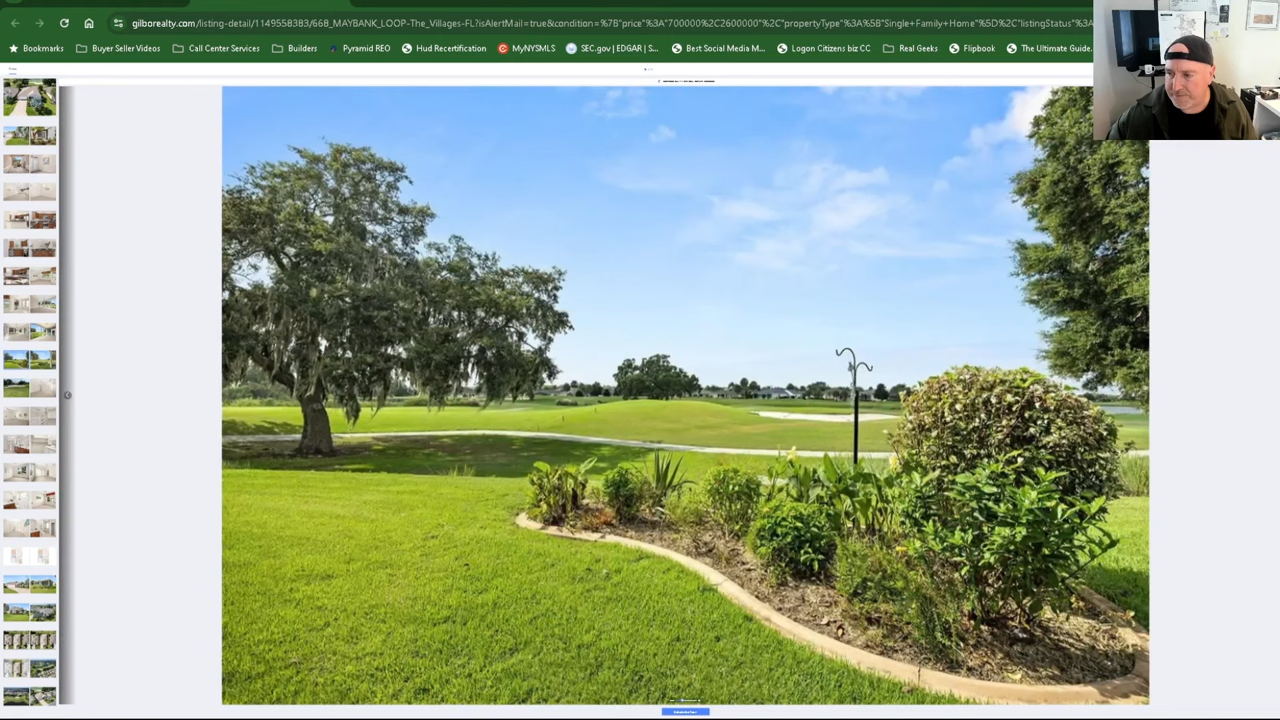 gilborealty.com/listing-detail/1149558383/668_MAYBANK_LOOP-The_Villages-FL?isAlertMail=true&condition=%7B"price"%3A"700000%2C2600000"%2C"propertyType"%3A%5B"Single+Family+Home"%5D%2C"listingStatus"%3A
Bookmarks Buyer Seller Videos Call Center Services Builders Pyramid REO Hud Recertification MyNYSMLS SEC.gov | EDGAR | S... Best Social Media M... Logon Citizens biz CC Real Geeks Flipbook The Ultimate Guide.